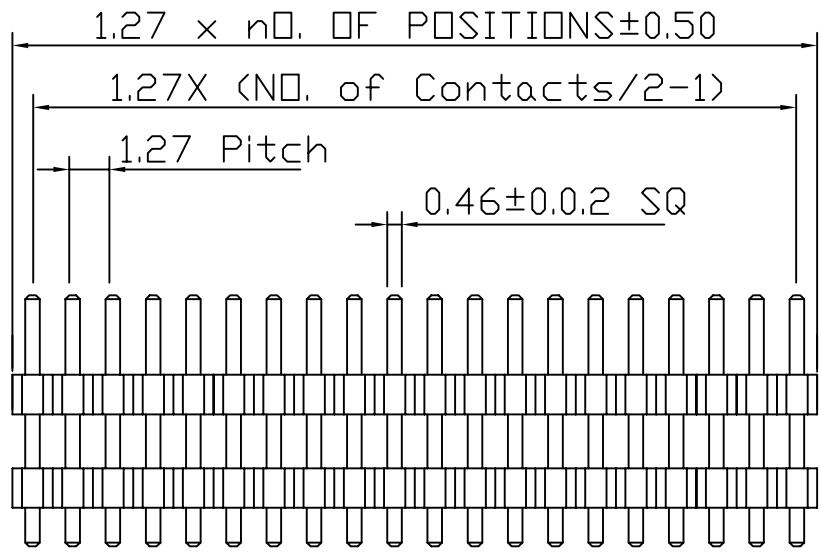 1.27 x nO. OF POSITIONS±0.50
1.27X (NO. of Contacts/2-1)
1.27 Pitch
0.46±0.0.2 SQ